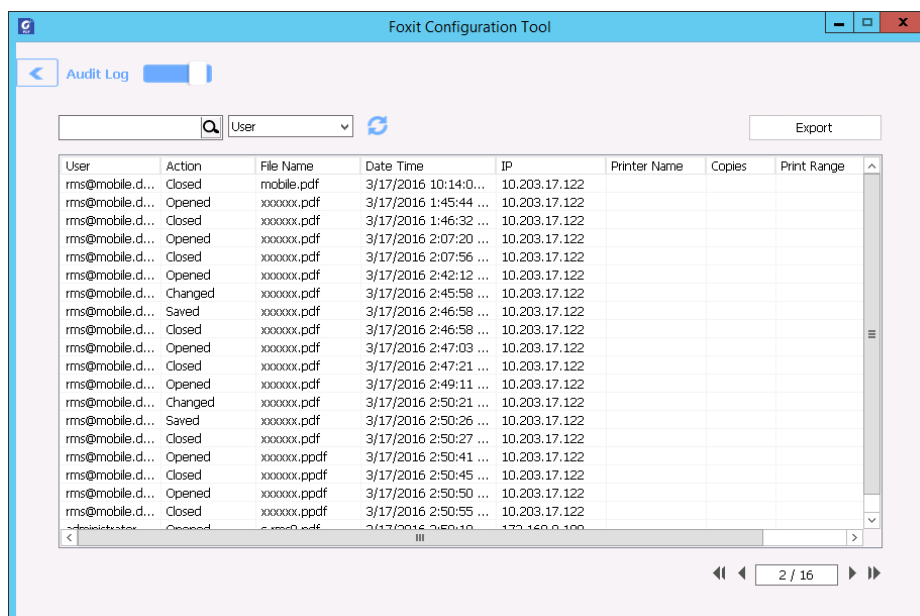 Foxit Configuration Tool
Audit Log
User
Export
User Action File Name Date Time IP Printer Name Copies Print Range
rms@mobile.d... Closed mobile.pdf 3/17/2016 10:14:0... 10.203.17.122
rms@mobile.d... Opened xxxxxx.pdf 3/17/2016 1:45:44 ... 10.203.17.122
rms@mobile.d... Closed xxxxxx.pdf 3/17/2016 1:46:32 ... 10.203.17.122
rms@mobile.d... Opened xxxxxx.pdf 3/17/2016 2:07:20 ... 10.203.17.122
rms@mobile.d... Closed xxxxxx.pdf 3/17/2016 2:07:56 ... 10.203.17.122
rms@mobile.d... Opened xxxxxx.pdf 3/17/2016 2:42:12 ... 10.203.17.122
rms@mobile.d... Changed xxxxxx.pdf 3/17/2016 2:45:58 ... 10.203.17.122
rms@mobile.d... Saved xxxxxx.pdf 3/17/2016 2:46:58 ... 10.203.17.122
rms@mobile.d... Closed xxxxxx.pdf 3/17/2016 2:46:58 ... 10.203.17.122
rms@mobile.d... Opened xxxxxx.pdf 3/17/2016 2:47:03 ... 10.203.17.122
rms@mobile.d... Closed xxxxxx.pdf 3/17/2016 2:47:21 ... 10.203.17.122
rms@mobile.d... Opened xxxxxx.pdf 3/17/2016 2:49:11 ... 10.203.17.122
rms@mobile.d... Changed xxxxxx.pdf 3/17/2016 2:50:21 ... 10.203.17.122
rms@mobile.d... Saved xxxxxx.pdf 3/17/2016 2:50:26 ... 10.203.17.122
rms@mobile.d... Closed xxxxxx.pdf 3/17/2016 2:50:27 ... 10.203.17.122
rms@mobile.d... Opened xxxxxx.ppdf 3/17/2016 2:50:41 ... 10.203.17.122
rms@mobile.d... Closed xxxxxx.ppdf 3/17/2016 2:50:45 ... 10.203.17.122
rms@mobile.d... Opened xxxxxx.ppdf 3/17/2016 2:50:50 ... 10.203.17.122
rms@mobile.d... Closed xxxxxx.ppdf 3/17/2016 2:50:55 ... 10.203.17.122
administrator Opened
2 / 16